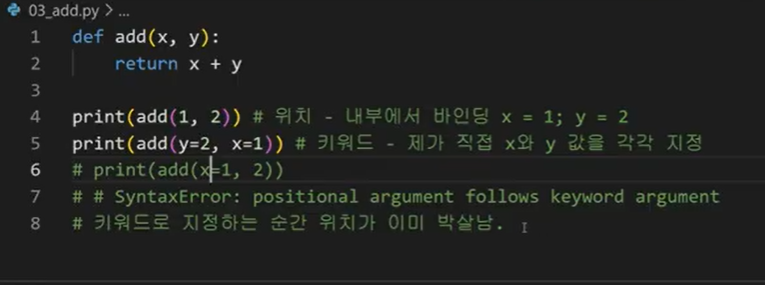 03_add.py > ...
1 def add(x, y):
2     return x + y
3
4 print(add(1, 2)) # 위치 - 내부에서 바인딩 x = 1; y = 2
5 print(add(y=2, x=1)) # 키워드 - 제가 직접 x와 y 값을 각각 지정
6 # print(add(x=1, 2))
7 # # SyntaxError: positional argument follows keyword argument
8 # 키워드로 지정하는 순간 위치가 이미 박살남.